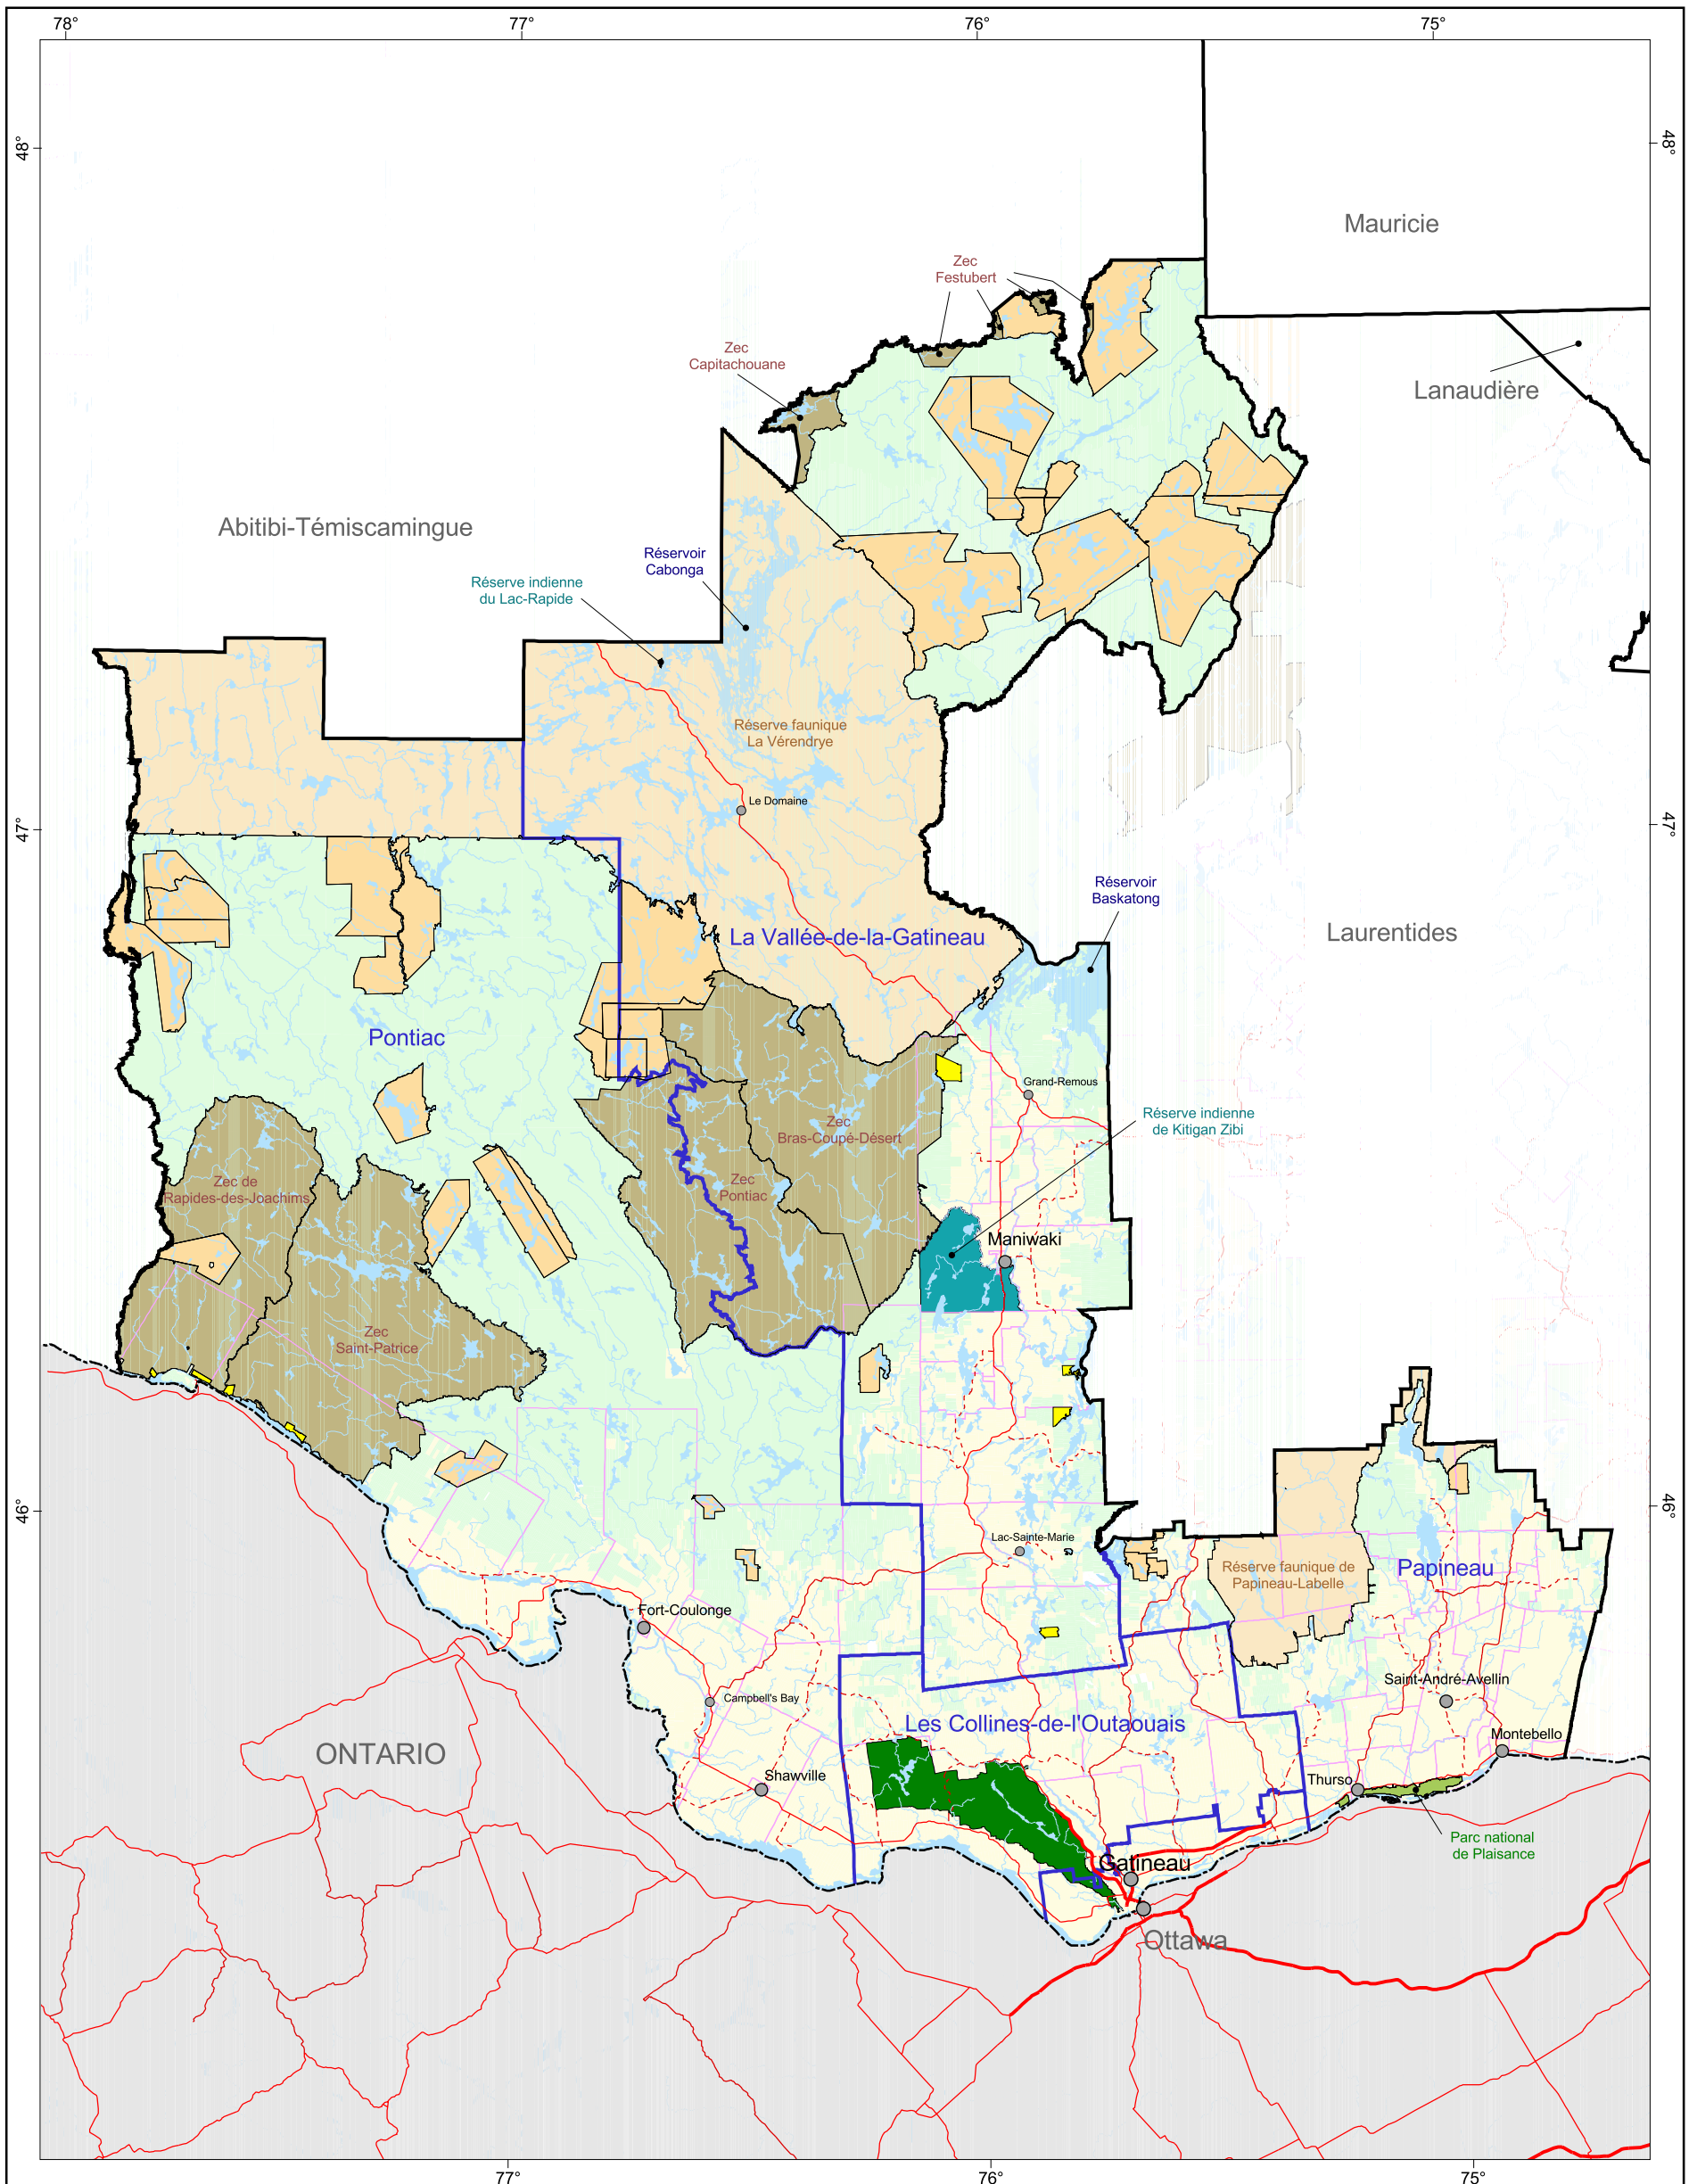 78°
77°
76°
75°
48°
48°
Mauricie
Zec
Festubert
Zec
Capitachouane
Lanaudière
Abitibi-Témiscamingue
Réservoir
Cabonga
Réserve indienne
du Lac-Rapide
Réserve faunique
La Vérendrye
Le Domaine
47°
47°
Réservoir
Baskatong
Laurentides
La Vallée-de-la-Gatineau
Pontiac
Grand-Remous
Réserve indienne
de Kitigan Zibi
Zec
Bras-Coupé-Désert
Zec de
Rapides-des-Joachims
Zec
Pontiac
Maniwaki
Zec
Saint-Patrice
46°
46°
Lac-Sainte-Marie
Réserve faunique de
Papineau-Labelle
Papineau
Fort-Coulonge
Saint-André-Avellin
Campbell's Bay
Les Collines-de-l'Outaouais
Montebello
ONTARIO
Shawville
Thurso
Parc national
de Plaisance
Gatineau
Ottawa
77°
76°
75°